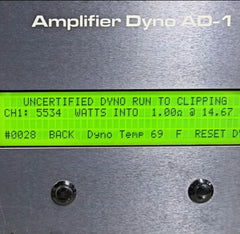 Amplifier Dyno AD-1
UNCERTIFIED DYNO RUN TO CLIPPING
CH1: 5534 WATTS INTO 1.00Ω @ 14.67
#0028 BACK Dyno Temp 69 F RESET